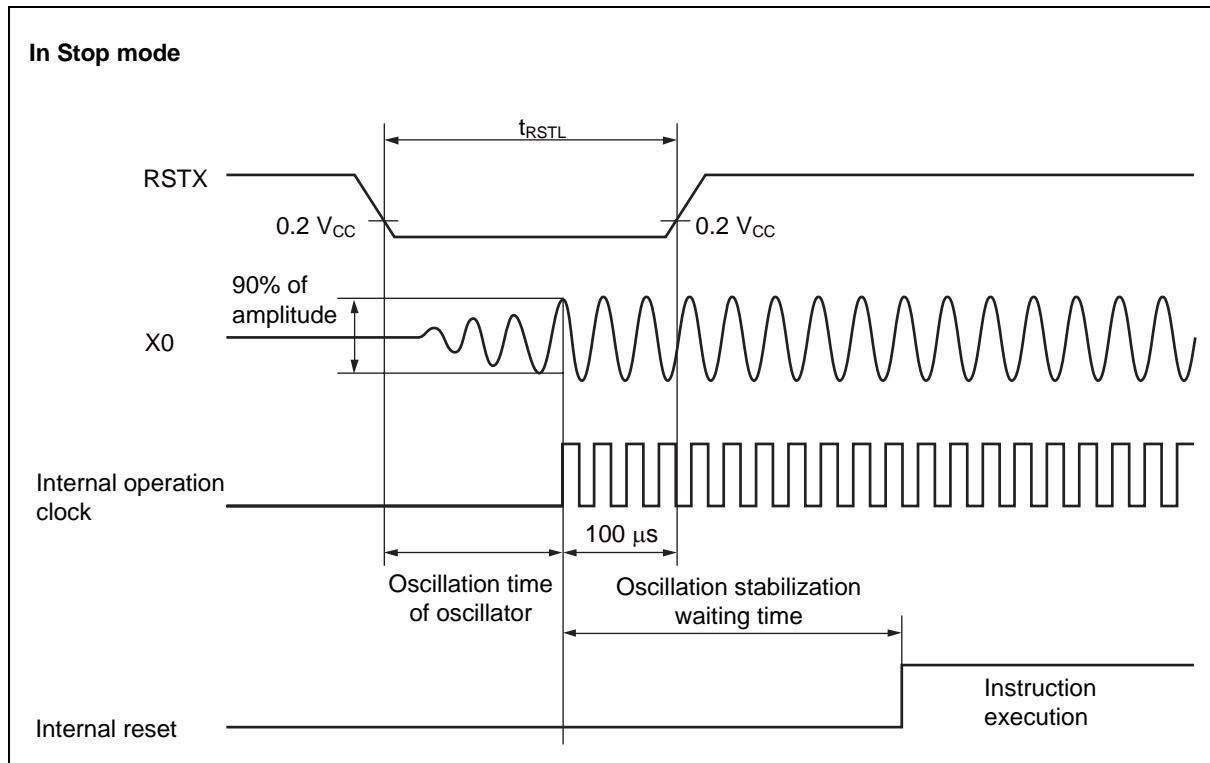 In Stop mode
tRSTL
RSTX
0.2 VCC
0.2 VCC
90% of
amplitude
X0
Internal operation
clock
100 μs
Oscillation time
of oscillator
Oscillation stabilization
waiting time
Instruction
execution
Internal reset